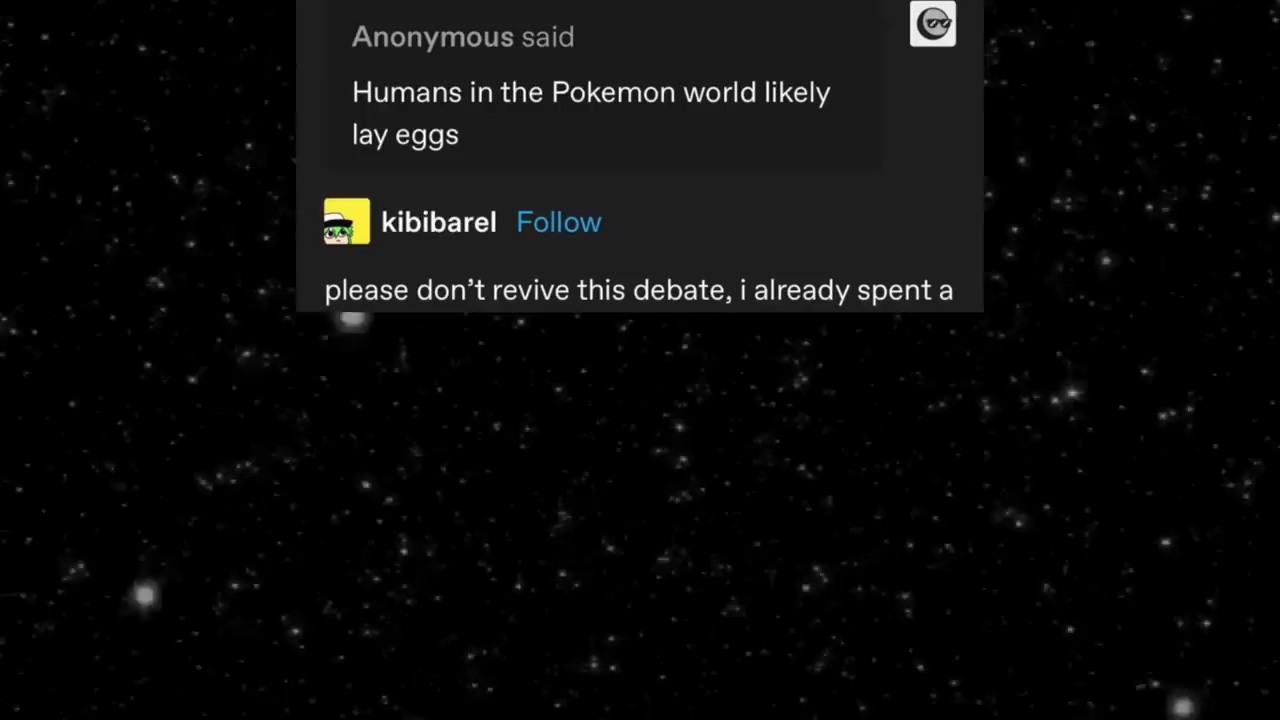 Anonymous said
Humans in the Pokemon world likely
lay eggs
kibibarel Follow
please don't revive this debate, i already spent a